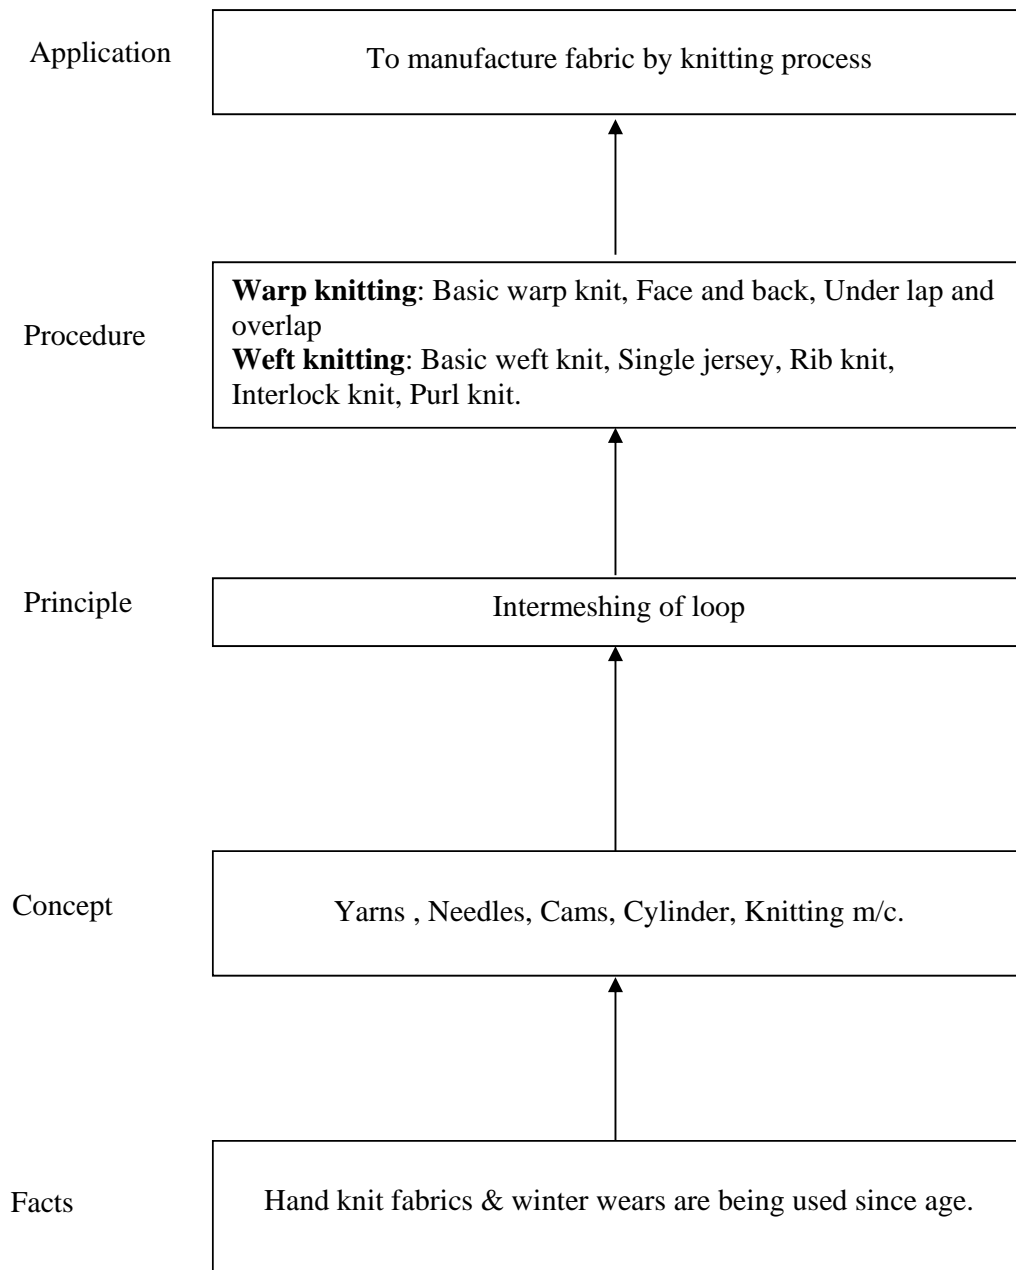 Application
To manufacture fabric by knitting process
Procedure
Warp knitting: Basic warp knit, Face and back, Under lap and
overlap
Weft knitting: Basic weft knit, Single jersey, Rib knit,
Interlock knit, Purl knit.
Principle
Intermeshing of loop
Concept
Yarns , Needles, Cams, Cylinder, Knitting m/c.
Facts
Hand knit fabrics & winter wears are being used since age.